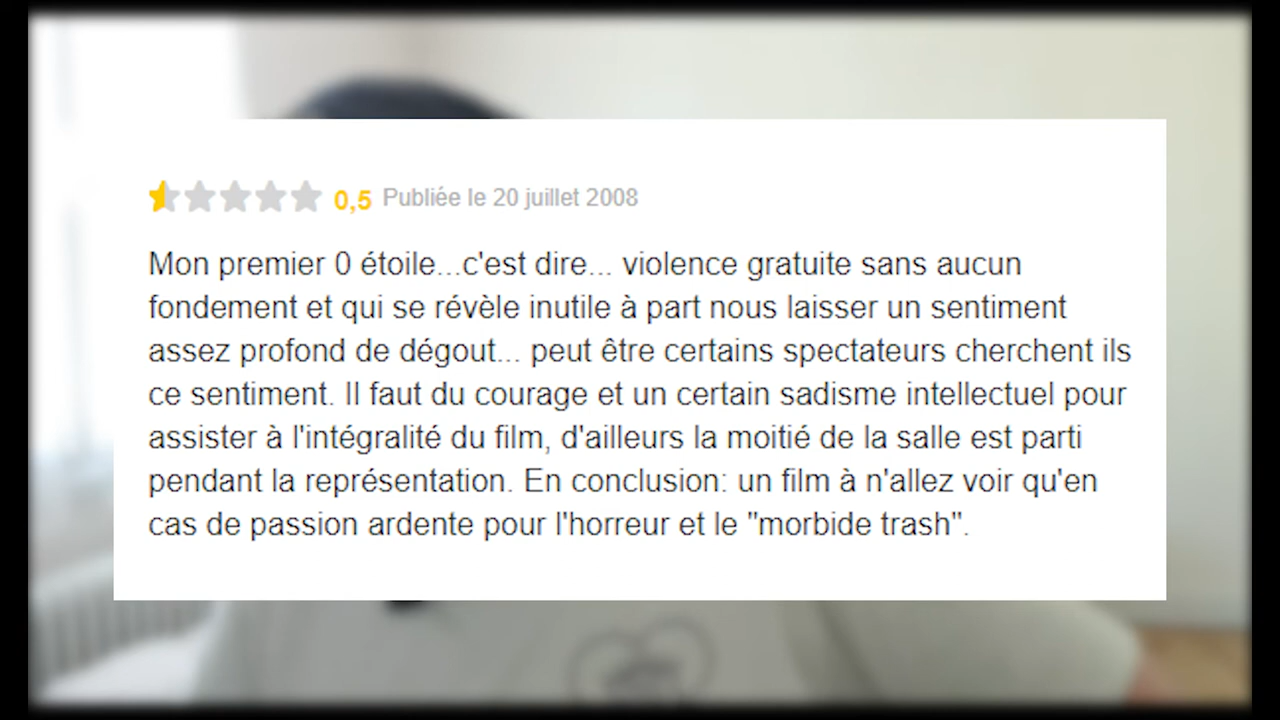 0,5 Publiée le 20 juillet 2008
Mon premier 0 étoile...c'est dire... violence gratuite sans aucun
fondement et qui se révèle inutile à part nous laisser un sentiment
assez profond de dégout... peut être certains spectateurs cherchent ils
ce sentiment. Il faut du courage et un certain sadisme intellectuel pour
assister à l'intégralité du film, d'ailleurs la moitié de la salle est parti
pendant la représentation. En conclusion: un film à n'allez voir qu'en
cas de passion ardente pour l'horreur et le "morbide trash".